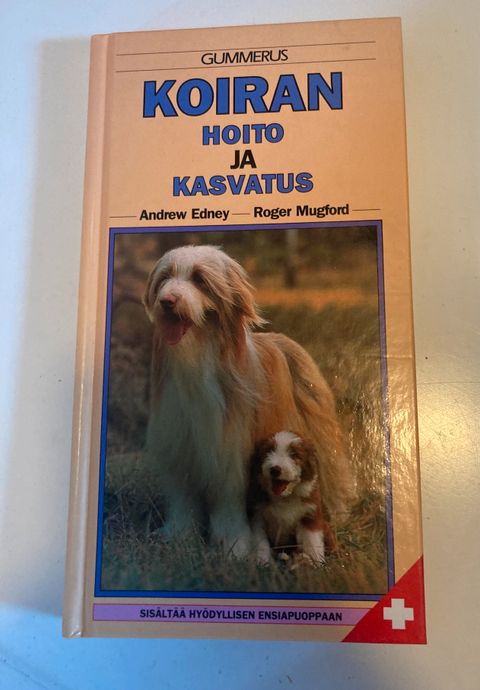 GUMMERUS
KOIRAN
HOITO
JA
KASVATUS
Andrew Edney — Roger Mugford
SISÄLTÄÄ HYÖDYLLISEN ENSIAPUOPPAAN